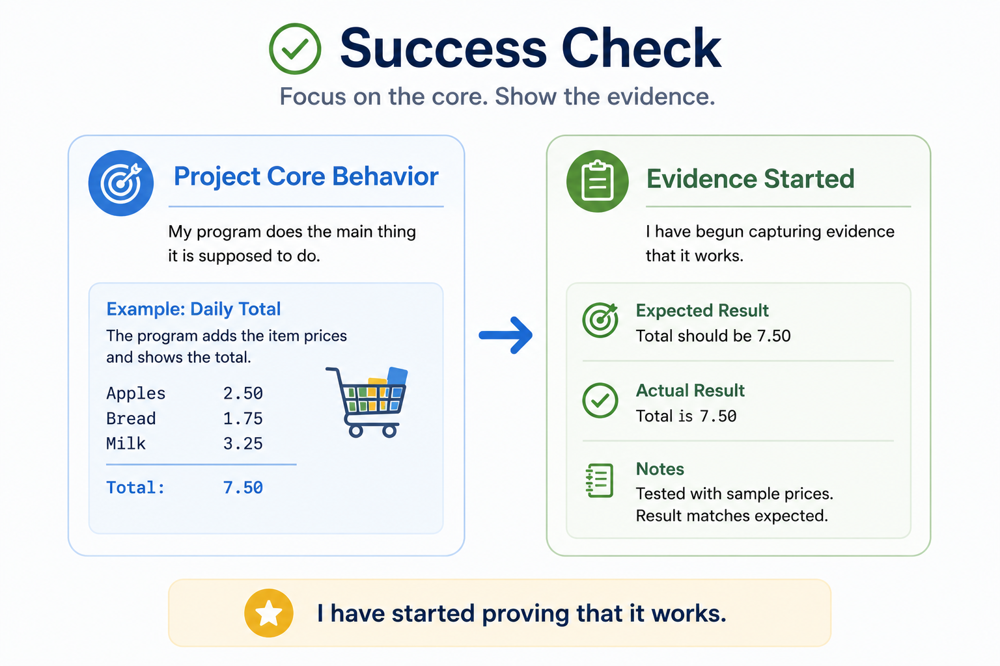 Success Check
Focus on the core. Show the evidence.
Project Core Behavior
My program does the main thing
it is supposed to do.
Example: Daily Total
The program adds the item prices
and shows the total.
Apples 2.50
Bread 1.75
Milk 3.25
Total: 7.50
Evidence Started
I have begun capturing evidence
that it works.
Expected Result
Total should be 7.50
Actual Result
Total is 7.50
Notes
Tested with sample prices.
Result matches expected.
I have started proving that it works.